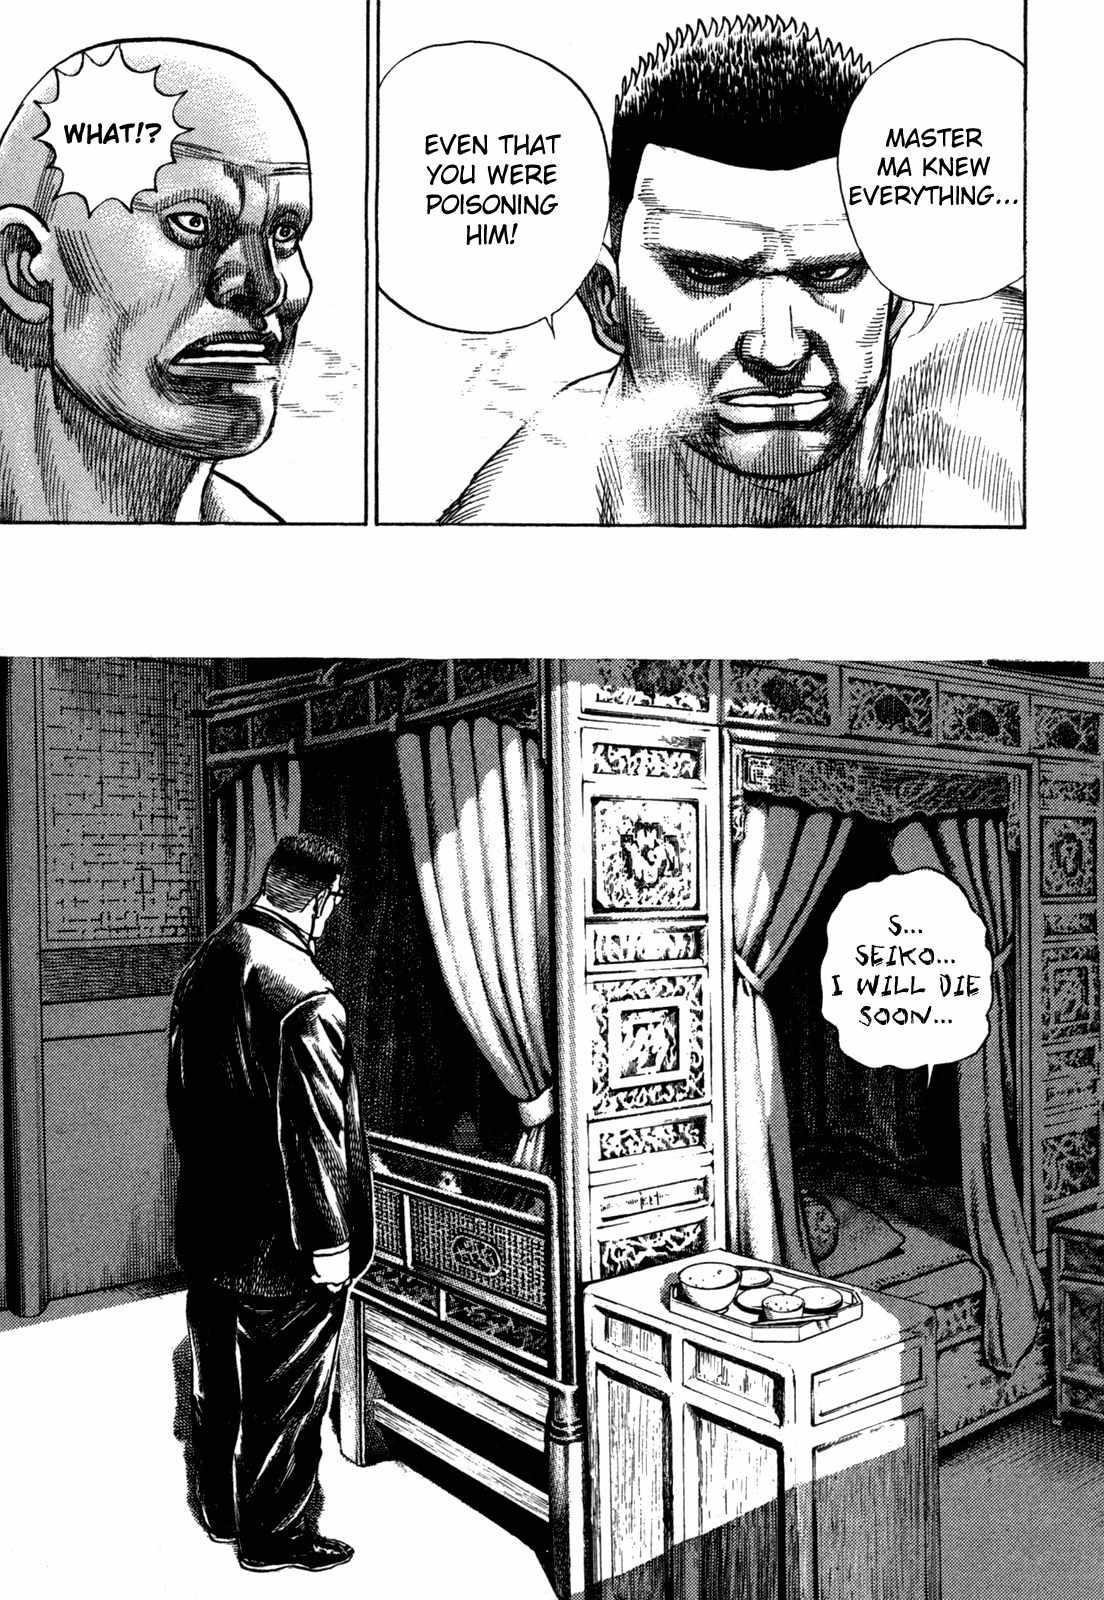 MASTER
MA KNEW
EVERYTHING...
EVEN THAT
YOU WERE
POISONING
HIM!
WHAT!?
S...
SEIKO...
I WILL DIE
SOON...